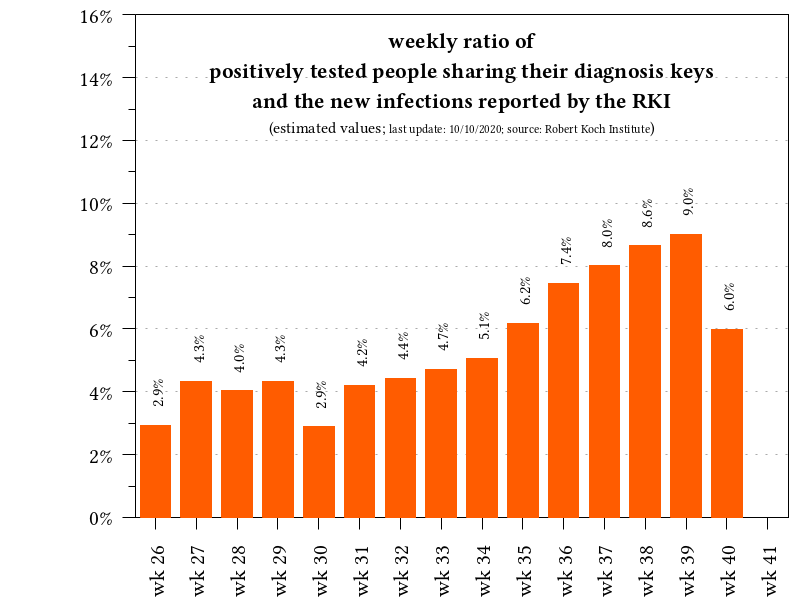 weekly ratio of
positively tested people sharing their diagnosis keys
and the new infections reported by the RKI
(estimated values; last update: 10/10/2020; source: Robert Koch Institute)
16%
14%
12%
10%
8%
6%
4%
2%
0%
2.9%
4.3%
4.0%
4.3%
2.9%
4.2%
4.4%
4.7%
5.1%
6.2%
7.4%
8.0%
8.6%
9.0%
6.0%
wk 26
wk 27
wk 28
wk 29
wk 30
wk 31
wk 32
wk 33
wk 34
wk 35
wk 36
wk 37
wk 38
wk 39
wk 40
wk 41